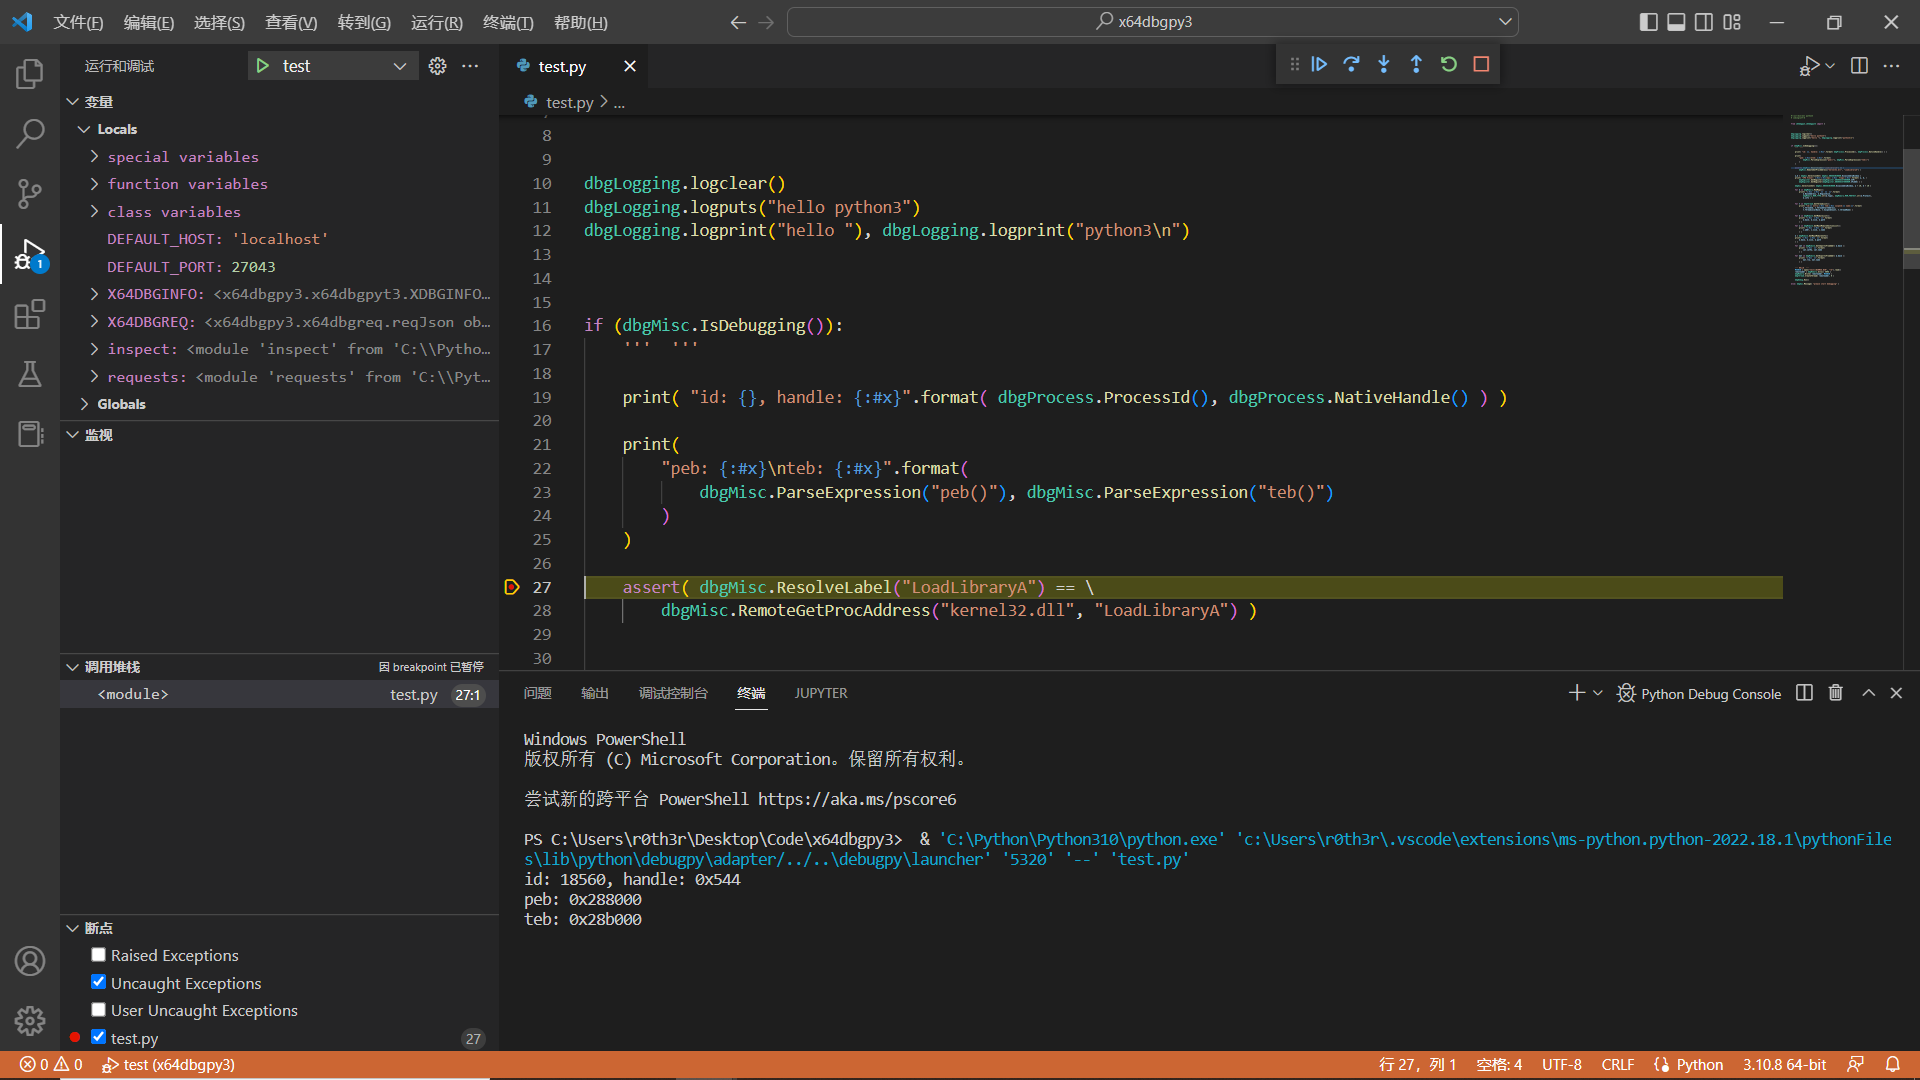 文件(F) 编辑(E) 选择(S) 查看(V) 转到(G) 运行(R) 终端(T) 帮助(H)
x64dbgpy3
运行和调试
test
变量
Locals
special variables
function variables
class variables
DEFAULT_HOST: 'localhost'
DEFAULT_PORT: 27043
X64DBGINFO: <x64dbgpy3.x64dbgpyt3.XDBGINFO…
X64DBGREQ: <x64dbgpy3.x64dbgreq.reqJson ob…
inspect: <module 'inspect' from 'C:\\Pytho…
requests: <module 'requests' from 'C:\\Pyt…
Globals
监视
调用堆栈
因 breakpoint 已暂停
<module>
test.py 27:1
断点
Raised Exceptions
Uncaught Exceptions
User Uncaught Exceptions
test.py
27
1
test.py
test.py > ...
8
9
10 dbgLogging.logclear()
11 dbgLogging.logputs("hello python3")
12 dbgLogging.logprint("hello "), dbgLogging.logprint("python3\n")
13
14
15
16 if (dbgMisc.IsDebugging()):
17 ''' '''
18
19 print( "id: {}, handle: {:#x}".format( dbgProcess.ProcessId(), dbgProcess.NativeHandle() ) )
20
21 print(
22 "peb: {:#x}\nteb: {:#x}".format(
23 dbgMisc.ParseExpression("peb()"), dbgMisc.ParseExpression("teb()")
24 )
25 )
26
27 assert( dbgMisc.ResolveLabel("LoadLibraryA") == \
28 dbgMisc.RemoteGetProcAddress("kernel32.dll", "LoadLibraryA") )
29
30
问题 输出 调试控制台 终端 JUPYTER
Python Debug Console
Windows PowerShell
版权所有 (C) Microsoft Corporation。保留所有权利。
尝试新的跨平台 PowerShell https://aka.ms/pscore6
PS C:\Users\r0th3r\Desktop\Code\x64dbgpy3> & 'C:\Python\Python310\python.exe' 'c:\Users\r0th3r\.vscode\extensions\ms-python.python-2022.18.1\pythonFile
s\lib\python\debugpy\adapter/../..\debugpy\launcher' '5320' '--' 'test.py'
id: 18560, handle: 0x544
peb: 0x288000
teb: 0x28b000
0 0 test (x64dbgpy3)
行 27，列 1 空格: 4 UTF-8 CRLF Python 3.10.8 64-bit